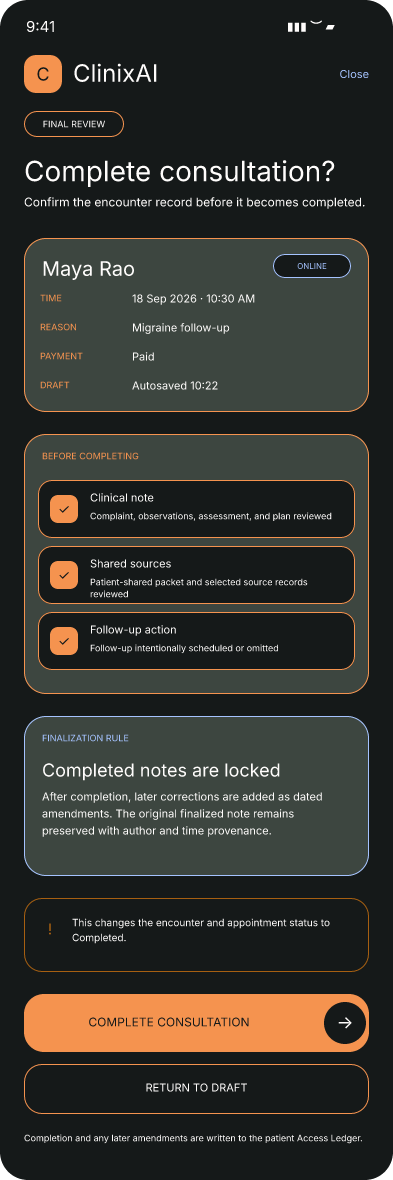 9:41
C ClinixAI
Close
FINAL REVIEW
Complete consultation?
Confirm the encounter record before it becomes completed.
Maya Rao
ONLINE
TIME 18 Sep 2026 · 10:30 AM
REASON Migraine follow-up
PAYMENT Paid
DRAFT Autosaved 10:22
BEFORE COMPLETING
Clinical note
Complaint, observations, assessment, and plan reviewed
Shared sources
Patient-shared packet and selected source records
reviewed
Follow-up action
Follow-up intentionally scheduled or omitted
FINALIZATION RULE
Completed notes are locked
After completion, later corrections are added as dated
amendments. The original finalized note remains
preserved with author and time provenance.
! This changes the encounter and appointment status to
Completed.
COMPLETE CONSULTATION →
RETURN TO DRAFT
Completion and any later amendments are written to the patient Access Ledger.